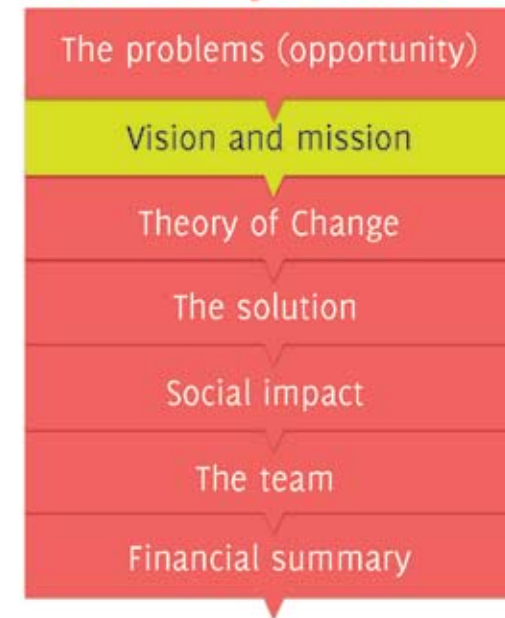 The problems (opportunity)
Vision and mission
Theory of Change
The solution
Social impact
The team
Financial summary